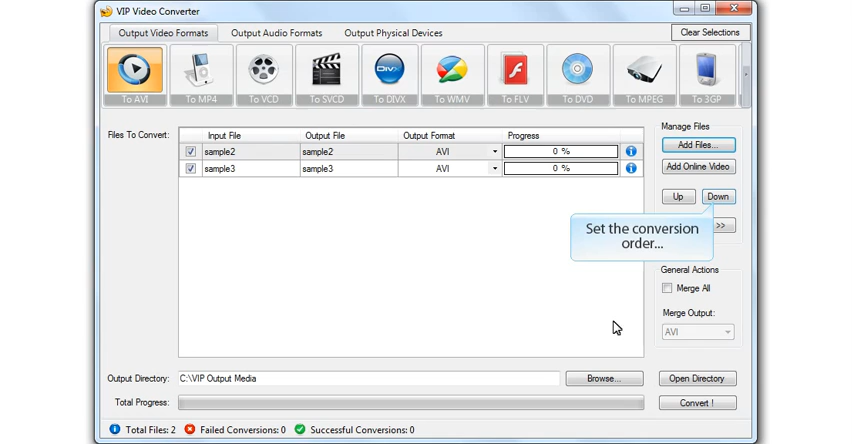 VIP Video Converter
Output Video Formats Output Audio Formats Output Physical Devices Clear Selections
To AVI To MP4 To VCD To SVCD To DIVX To WMV To FLV To DVD To MPEG To 3GP
Files To Convert: Input File Output File Output Format Progress Manage Files
sample2 sample2 AVI 0 % Add Files...
sample3 sample3 AVI 0 % Add Online Video
Up Down
>>
Set the conversion
order...
General Actions
Merge All
Merge Output:
AVI
Output Directory: C:\VIP Output Media Browse... Open Directory
Total Progress: Convert !
Total Files: 2 Failed Conversions: 0 Successful Conversions: 0